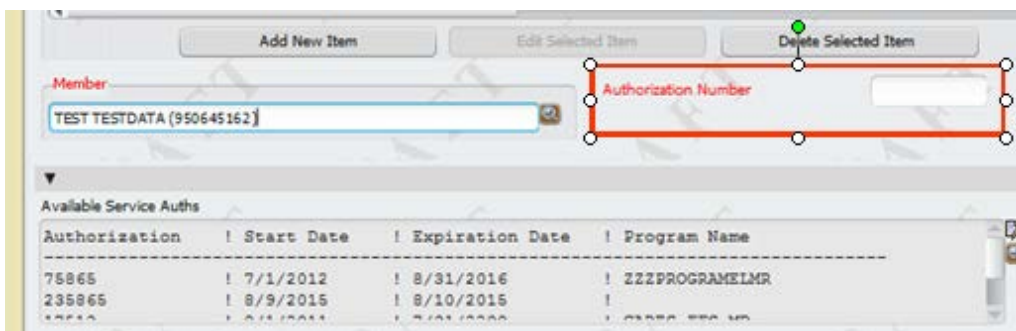 Add New Item Edit Selected Item Delete Selected Item
Member
Authorization Number
TEST TESTDATA (950645162)
Available Service Auths
Authorization ! Start Date ! Expiration Date ! Program Name
75865 ! 7/1/2012 ! 8/31/2016 ! ZZZPROGRAMELMR
235865 ! 8/9/2015 ! 8/10/2015 !